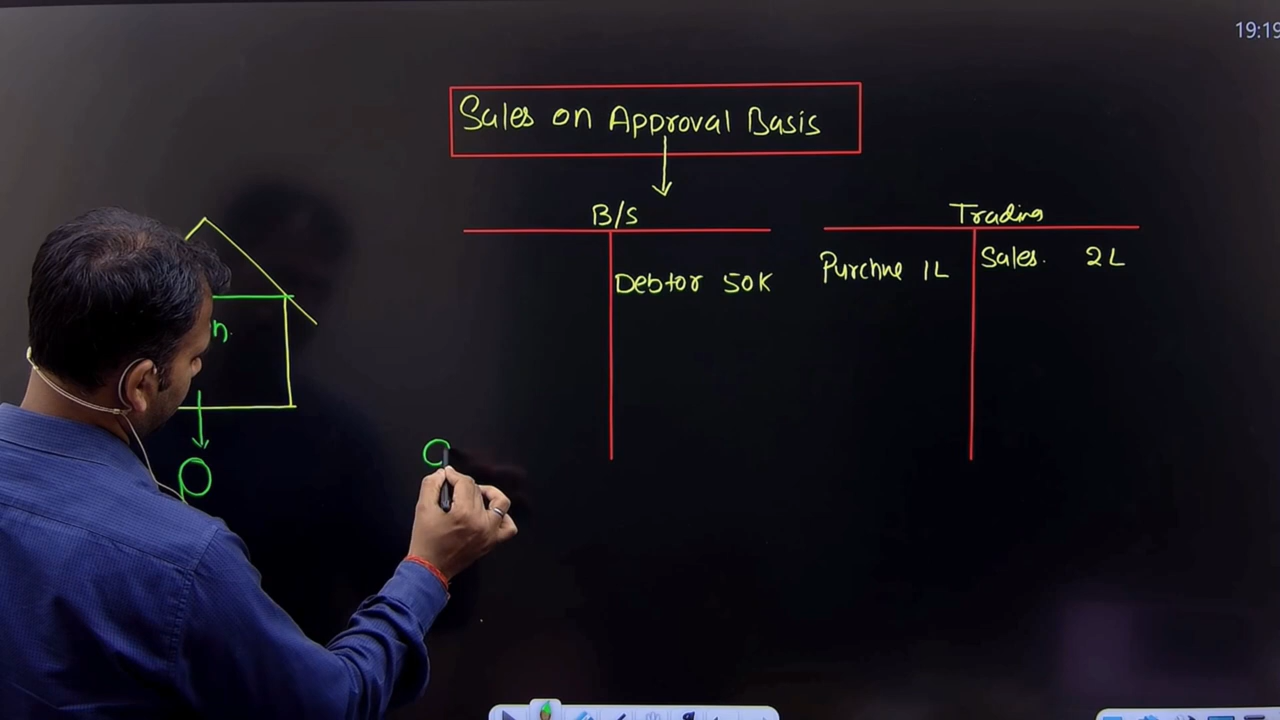 19:19
Sales on Approval Basis
B/S
Trading
Debtor 50K
Purchne 1L
Sales. 2L
n.